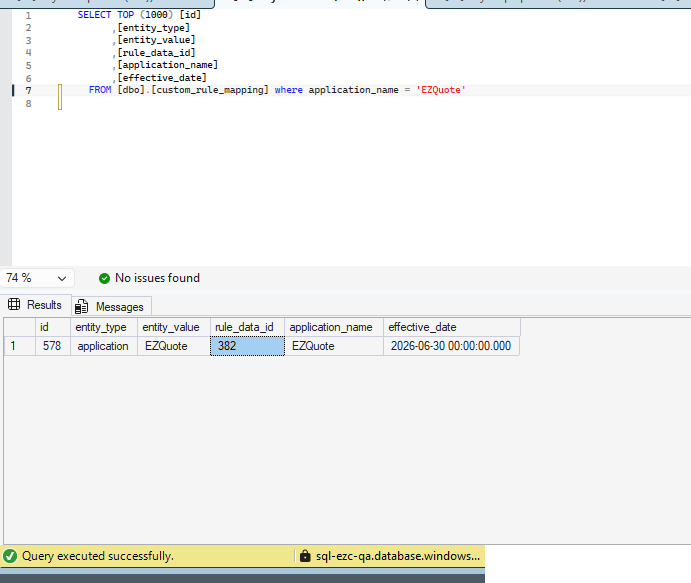 1 SELECT TOP (1000) [id]
2 ,[entity_type]
3 ,[entity_value]
4 ,[rule_data_id]
5 ,[application_name]
6 ,[effective_date]
7 FROM [dbo].[custom_rule_mapping] where application_name = 'EZQuote'
8
74 % No issues found
Results Messages
id entity_type entity_value rule_data_id application_name effective_date
1 578 application EZQuote 382 EZQuote 2026-06-30 00:00:00.000
Query executed successfully. sql-ezc-qa.database.windows...